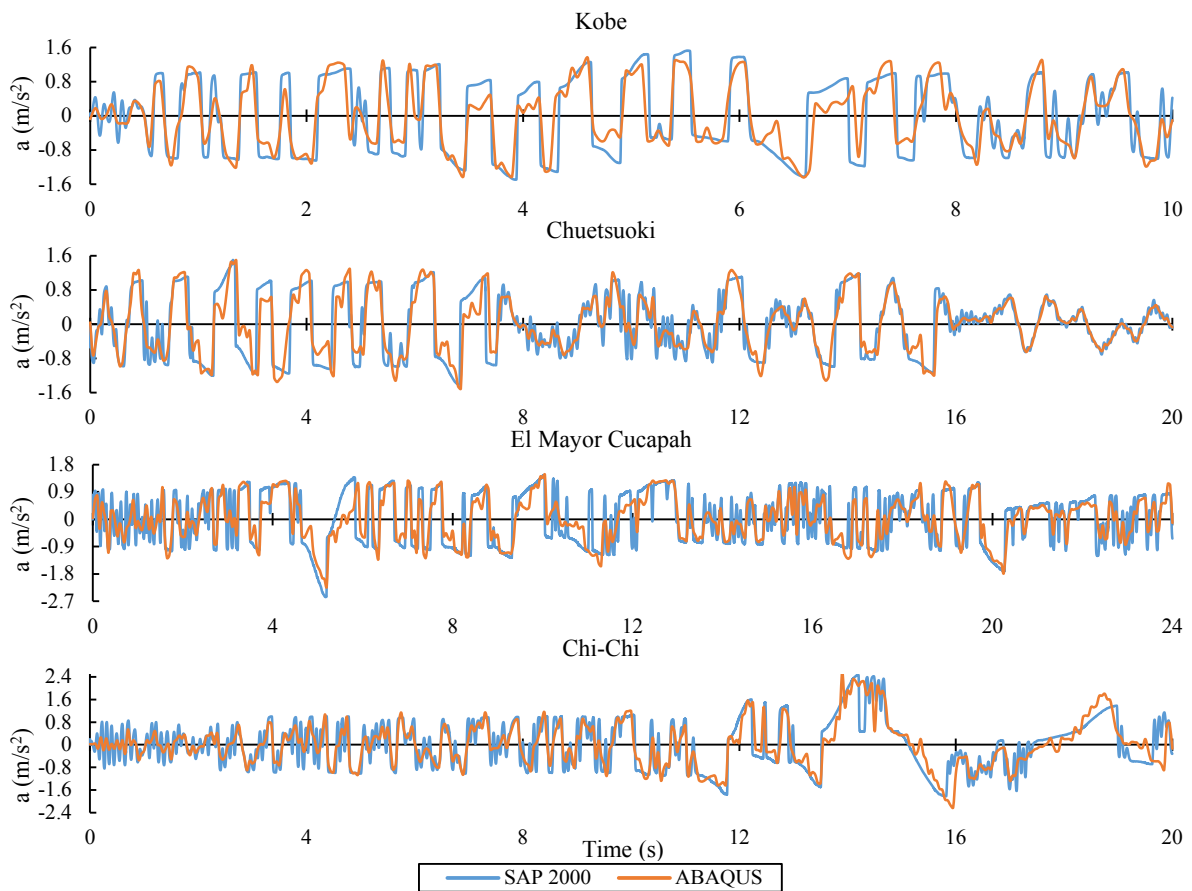 Kobe
1.6
0.8
0
-0.8
-1.6
a (m/s²)
0 2 4 6 8 10
Chuetsuoki
1.6
0.8
0
-0.8
-1.6
a (m/s²)
0 4 8 12 16 20
El Mayor Cucapah
1.8
0.9
0
-0.9
-1.8
-2.7
a (m/s²)
0 4 8 12 16 20 24
Chi-Chi
2.4
1.6
0.8
0
-0.8
-1.6
-2.4
a (m/s²)
0 4 8 12 16 20
Time (s)
SAP 2000 ABAQUS